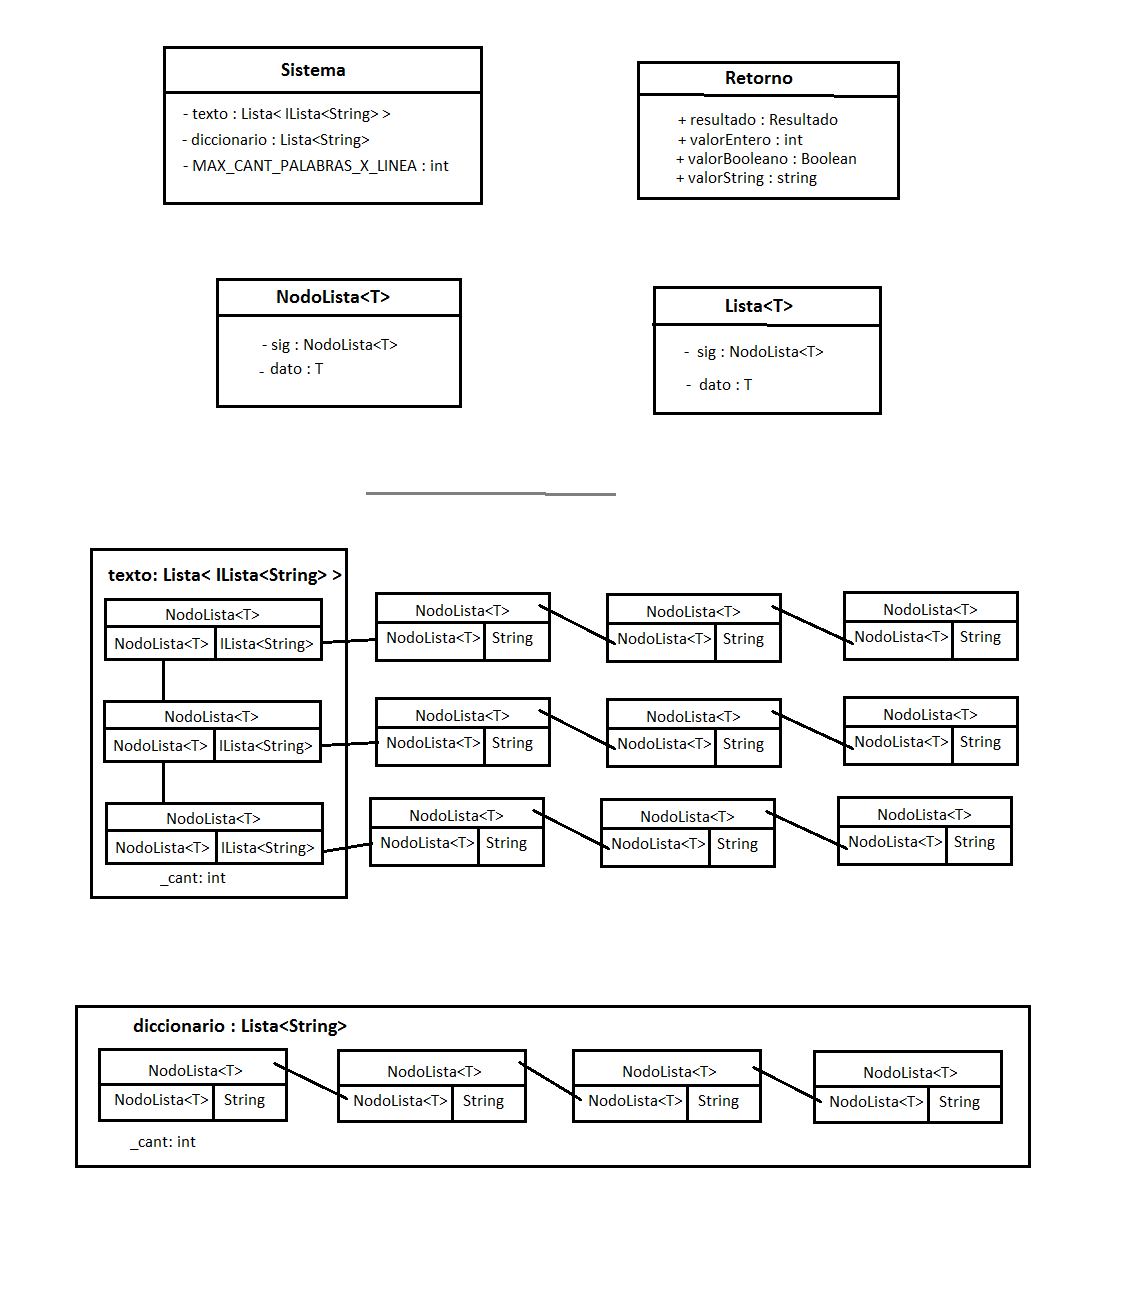 Sistema
- texto : Lista< ILista<String> >
- diccionario : Lista<String>
- MAX_CANT_PALABRAS_X_LINEA : int
Retorno
+ resultado : Resultado
+ valorEntero : int
+ valorBooleano : Boolean
+ valorString : string
NodoLista<T>
- sig : NodoLista<T>
- dato : T
Lista<T>
- sig : NodoLista<T>
- dato : T
texto: Lista< ILista<String> >
NodoLista<T>
NodoLista<T> ILista<String>
NodoLista<T>
NodoLista<T> String
NodoLista<T>
NodoLista<T> String
NodoLista<T>
NodoLista<T> String
NodoLista<T>
NodoLista<T> ILista<String>
NodoLista<T>
NodoLista<T> String
NodoLista<T>
NodoLista<T> String
NodoLista<T>
NodoLista<T> String
NodoLista<T>
NodoLista<T> ILista<String>
NodoLista<T>
NodoLista<T> String
NodoLista<T>
NodoLista<T> String
NodoLista<T>
NodoLista<T> String
_cant: int
diccionario : Lista<String>
NodoLista<T>
NodoLista<T> String
NodoLista<T>
NodoLista<T> String
NodoLista<T>
NodoLista<T> String
NodoLista<T>
NodoLista<T> String
_cant: int